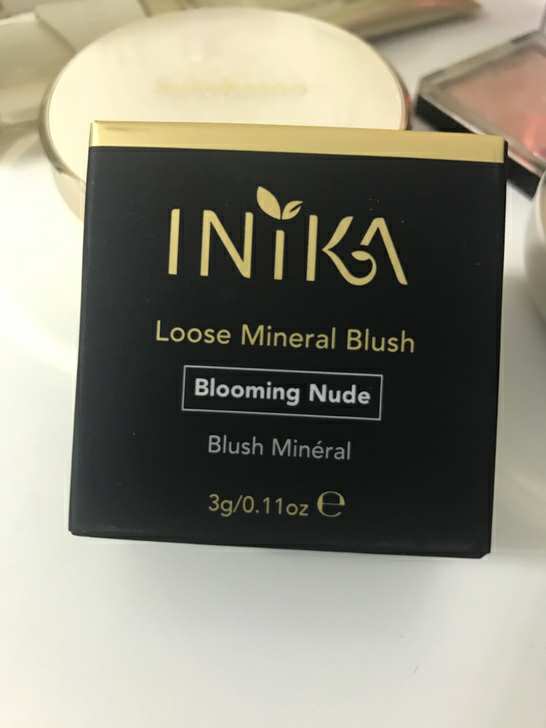 INIKA
Loose Mineral Blush
Blooming Nude
Blush Minéral
3g/0.11oz ℮